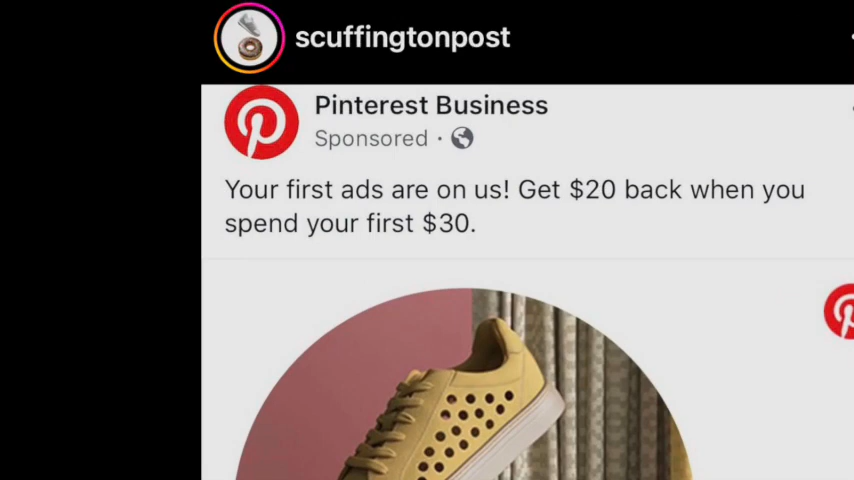 scuffingtonpost
Pinterest Business
Sponsored ·
Your first ads are on us! Get $20 back when you
spend your first $30.